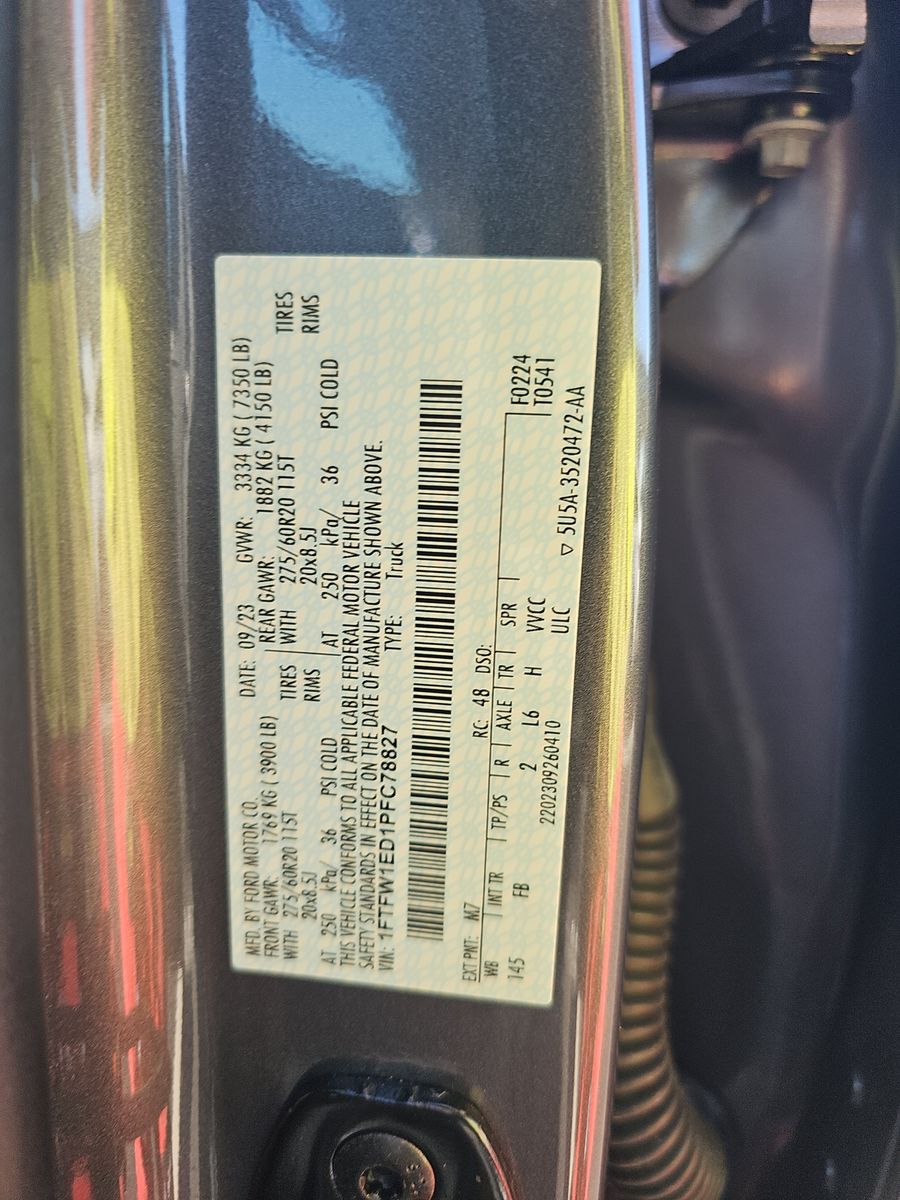 MFD. BY FORD MOTOR CO. DATE: 09/23 GVWR: 3334 KG ( 7350 LB)
FRONT GAWR: 1769 KG ( 3900 LB) REAR GAWR: 1882 KG ( 4150 LB)
WITH 275/60R20 115T TIRES WITH 275/60R20 115T TIRES
20x8.5J RIMS 20x8.5J RIMS
AT 250 kPa/ 36 PSI COLD AT 250 kPa/ 36 PSI COLD
THIS VEHICLE CONFORMS TO ALL APPLICABLE FEDERAL MOTOR VEHICLE
SAFETY STANDARDS IN EFFECT ON THE DATE OF MANUFACTURE SHOWN ABOVE.
VIN: 1FTFW1ED1PFC78827 TYPE: Truck
EXT PNT: M7 RC: 48 DSO:
WB INT TR TP/PS R AXLE TR SPR F0224
145 FB 2 L6 H VVCC T0541
2202309260410 ULC ▽ 5U5A-3520472-AA